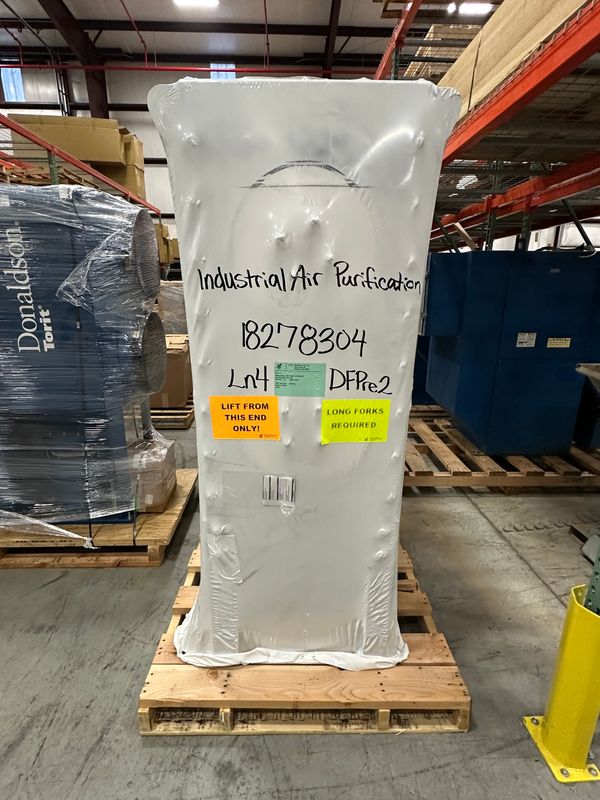 Donaldson.
Torit
Industrial Air Purification
18278304
Ln4 DFPre2
LIFT FROM
THIS END
ONLY!
LONG FORKS
REQUIRED